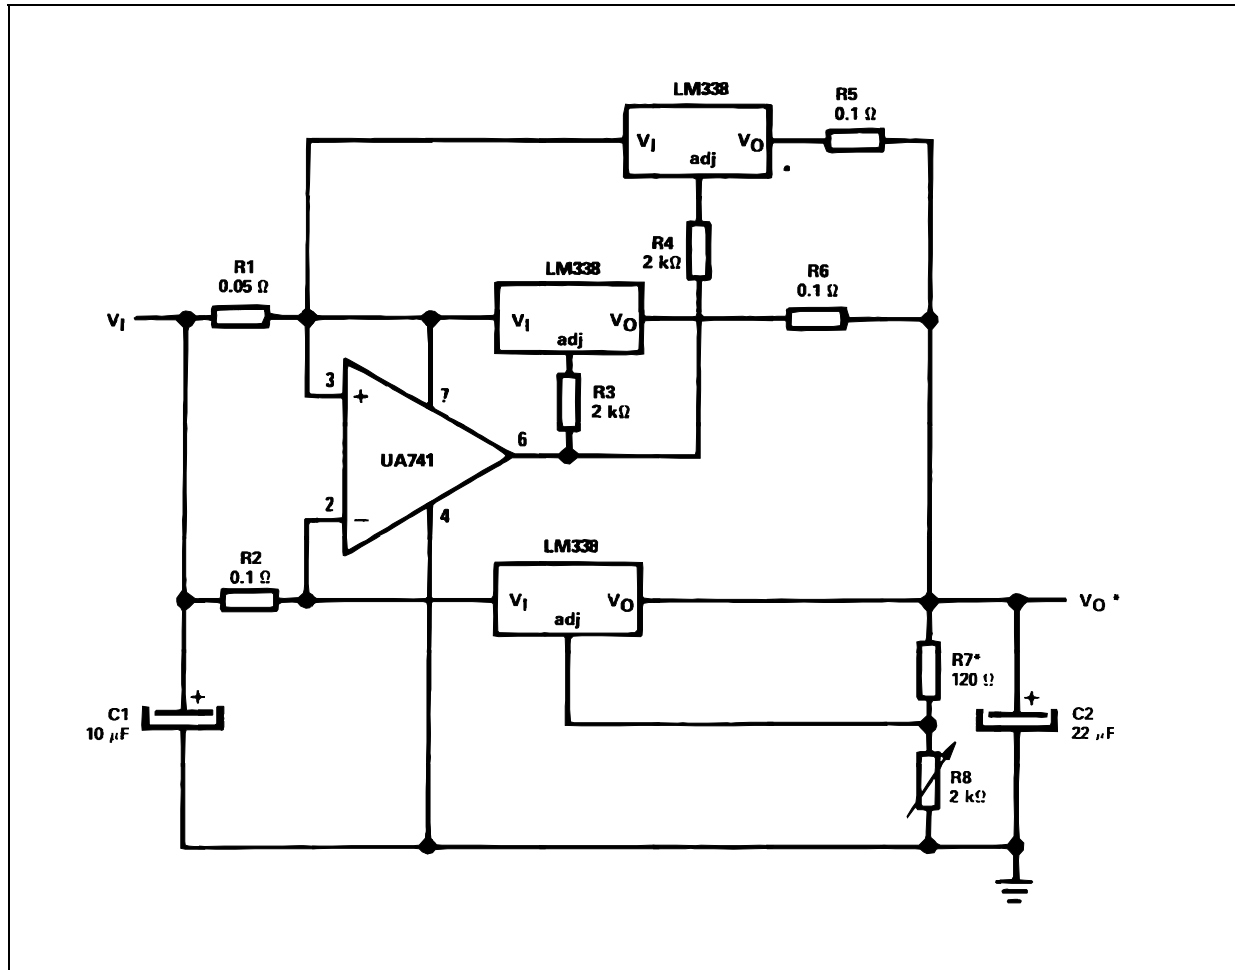 LM338
R5
0.1 Ω
VI
VO
adj
R4
2 kΩ
R1
0.05 Ω
LM338
R6
0.1 Ω
VI
VI
VO
adj
3
+
7
R3
2 kΩ
6
UA741
2
−
4
LM338
R2
0.1 Ω
VI
VO
adj
VO*
R7*
120 Ω
+
C1
10 μF
+
C2
22 μF
R8
2 kΩ